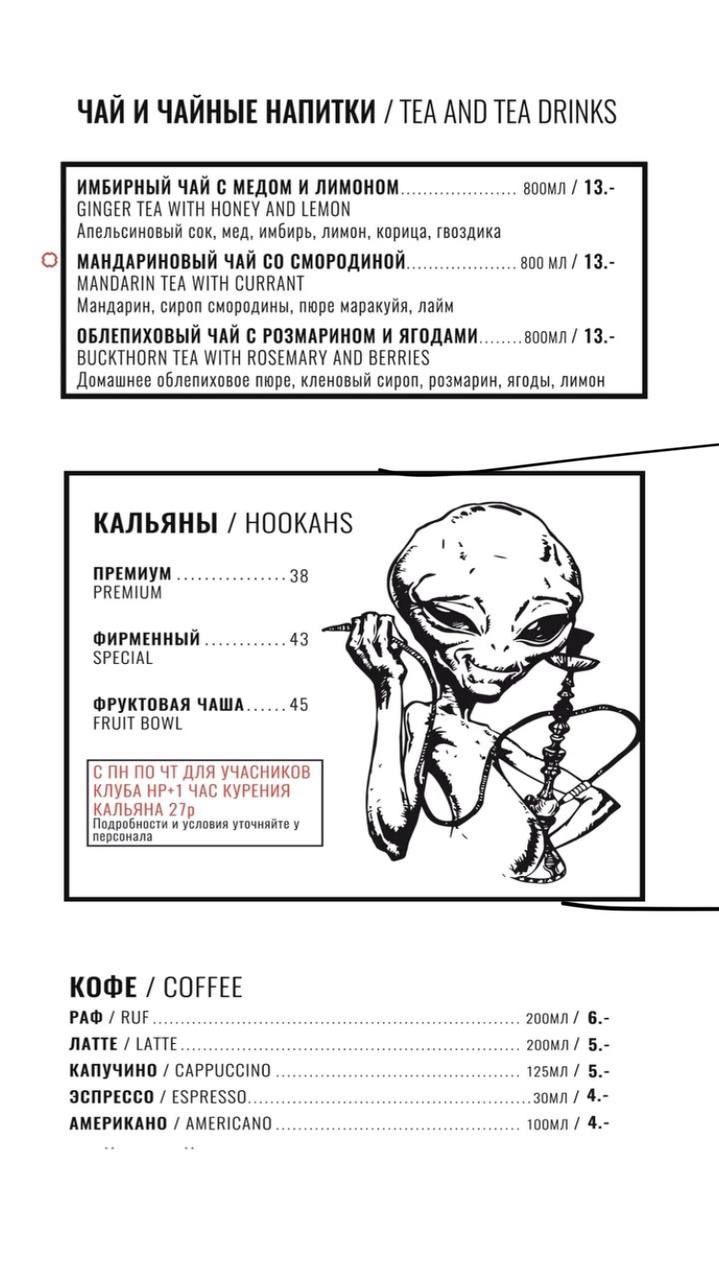 ЧАЙ И ЧАЙНЫЕ НАПИТКИ / TEA AND TEA DRINKS
ИМБИРНЫЙ ЧАЙ С МЕДОМ И ЛИМОНОМ.................... 800МЛ / 13.-
GINGER TEA WITH HONEY AND LEMON
Апельсиновый сок, мед, имбирь, лимон, корица, гвоздика
МАНДАРИНОВЫЙ ЧАЙ СО СМОРОДИНОЙ................... 800 МЛ / 13.-
MANDARIN TEA WITH CURRANT
Мандарин, сироп смородины, пюре маракуйя, лайм
ОБЛЕПИХОВЫЙ ЧАЙ С РОЗМАРИНОМ И ЯГОДАМИ........800МЛ / 13.-
BUCKTHORN TEA WITH ROSEMARY AND BERRIES
Домашнее облепиховое пюре, кленовый сироп, розмарин, ягоды, лимон
КАЛЬЯНЫ / HOOKAHS
ПРЕМИУМ ................ 38
PREMIUM
ФИРМЕННЫЙ ............ 43
SPECIAL
ФРУКТОВАЯ ЧАША...... 45
FRUIT BOWL
С ПН ПО ЧТ ДЛЯ УЧАСНИКОВ
КЛУБА HP+1 ЧАС КУРЕНИЯ
КАЛЬЯНА 27р
Подробности и условия уточняйте у
персонала
КОФЕ / COFFEE
РАФ / RUF ............................................................ 200МЛ / 6.-
ЛАТТЕ / LATTE ....................................................... 200МЛ / 5.-
КАПУЧИНО / CAPPUCCINO ........................................ 125МЛ / 5.-
ЭСПРЕССО / ESPRESSO.............................................. 30МЛ / 4.-
АМЕРИКАНО / AMERICANO ........................................ 100МЛ / 4.-